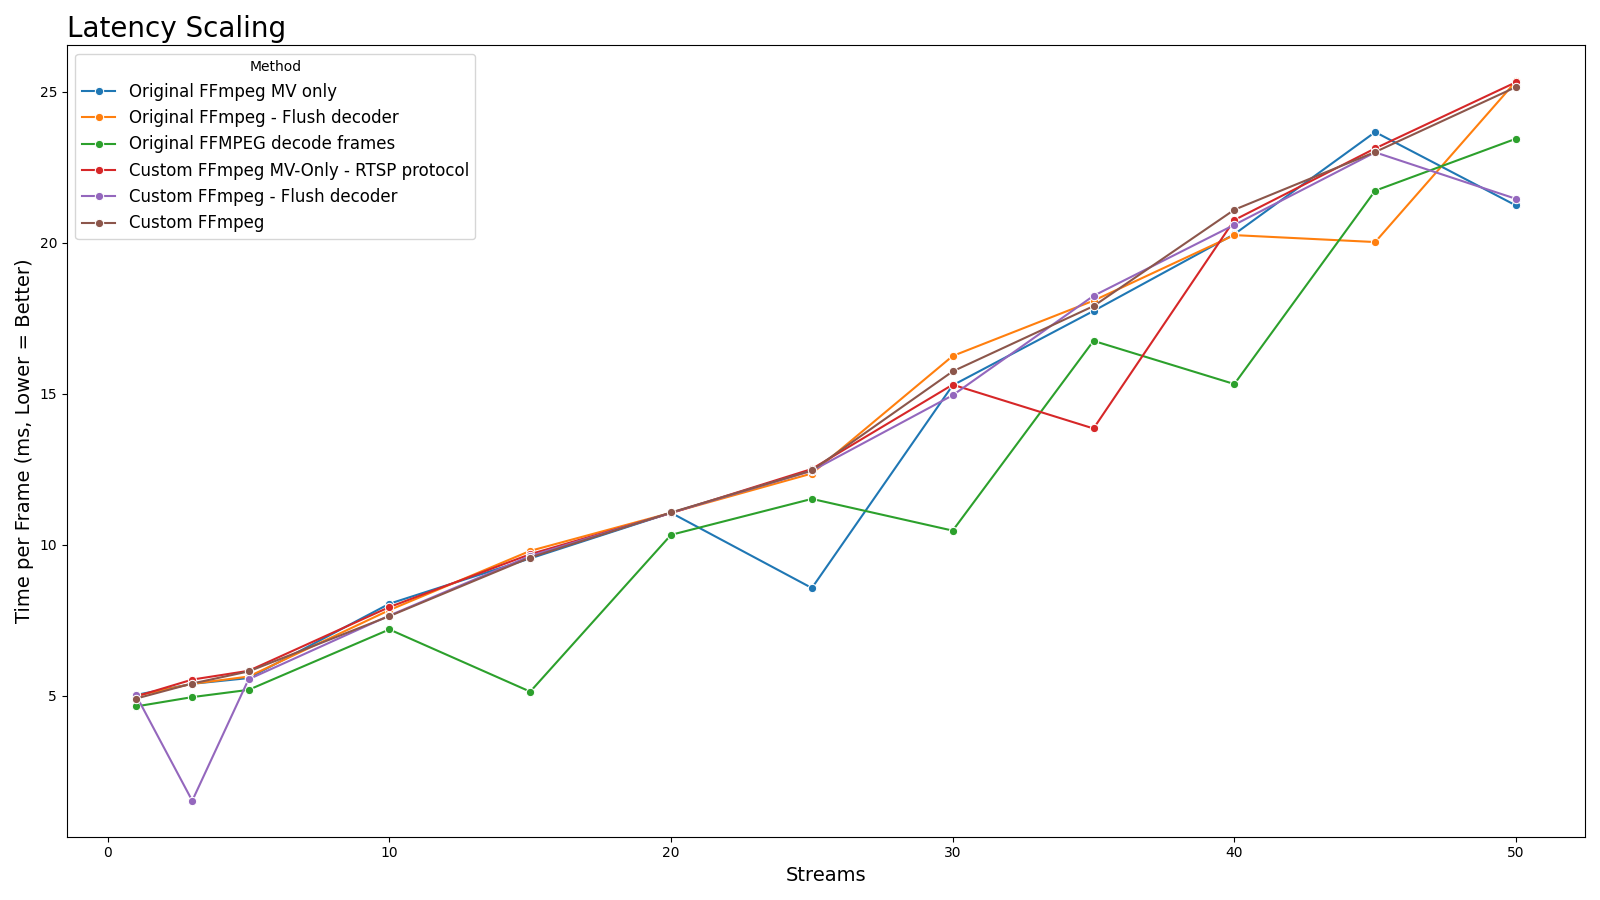 Latency Scaling
Method
Original FFmpeg MV only
Original FFmpeg - Flush decoder
Original FFMPEG decode frames
Custom FFmpeg MV-Only - RTSP protocol
Custom FFmpeg - Flush decoder
Custom FFmpeg
Time per Frame (ms, Lower = Better)
25
20
15
10
5
0 10 20 30 40 50
Streams